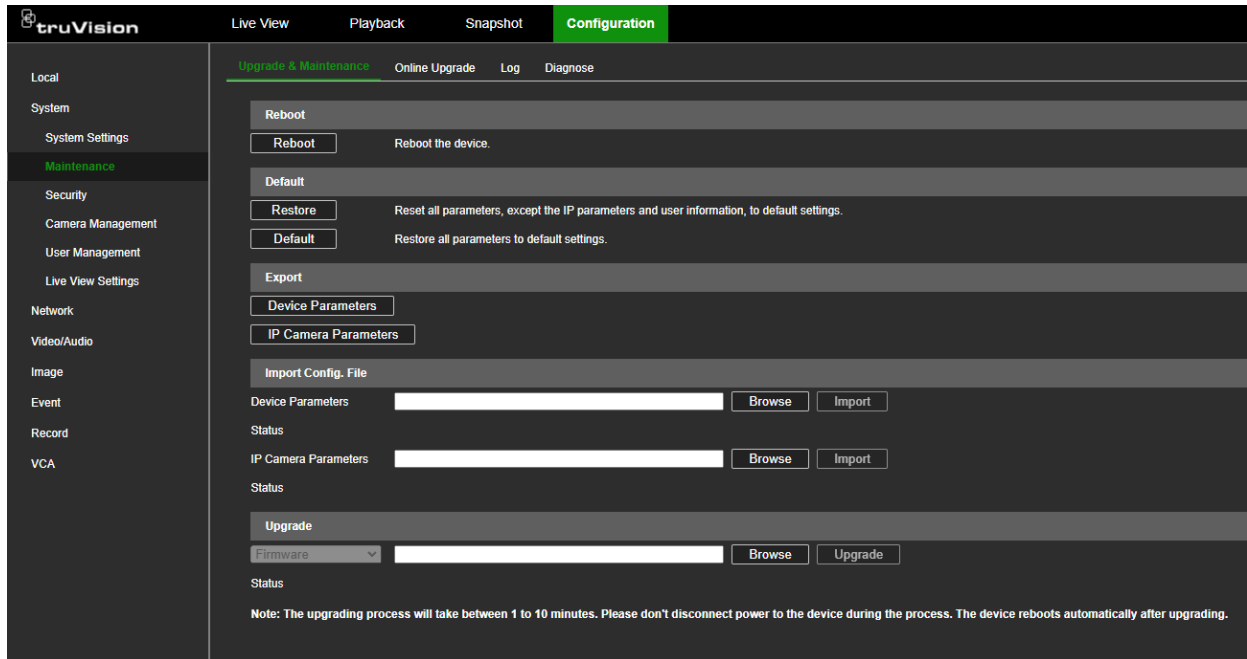 truVision
Live View Playback Snapshot Configuration
Local
System
System Settings
Maintenance
Security
Camera Management
User Management
Live View Settings
Network
Video/Audio
Image
Event
Record
VCA
Upgrade & Maintenance Online Upgrade Log Diagnose
Reboot
Reboot Reboot the device.
Default
Restore Reset all parameters, except the IP parameters and user information, to default settings.
Default Restore all parameters to default settings.
Export
Device Parameters
IP Camera Parameters
Import Config. File
Device Parameters Browse Import
Status
IP Camera Parameters Browse Import
Status
Upgrade
Firmware Browse Upgrade
Status
Note: The upgrading process will take between 1 to 10 minutes. Please don't disconnect power to the device during the process. The device reboots automatically after upgrading.